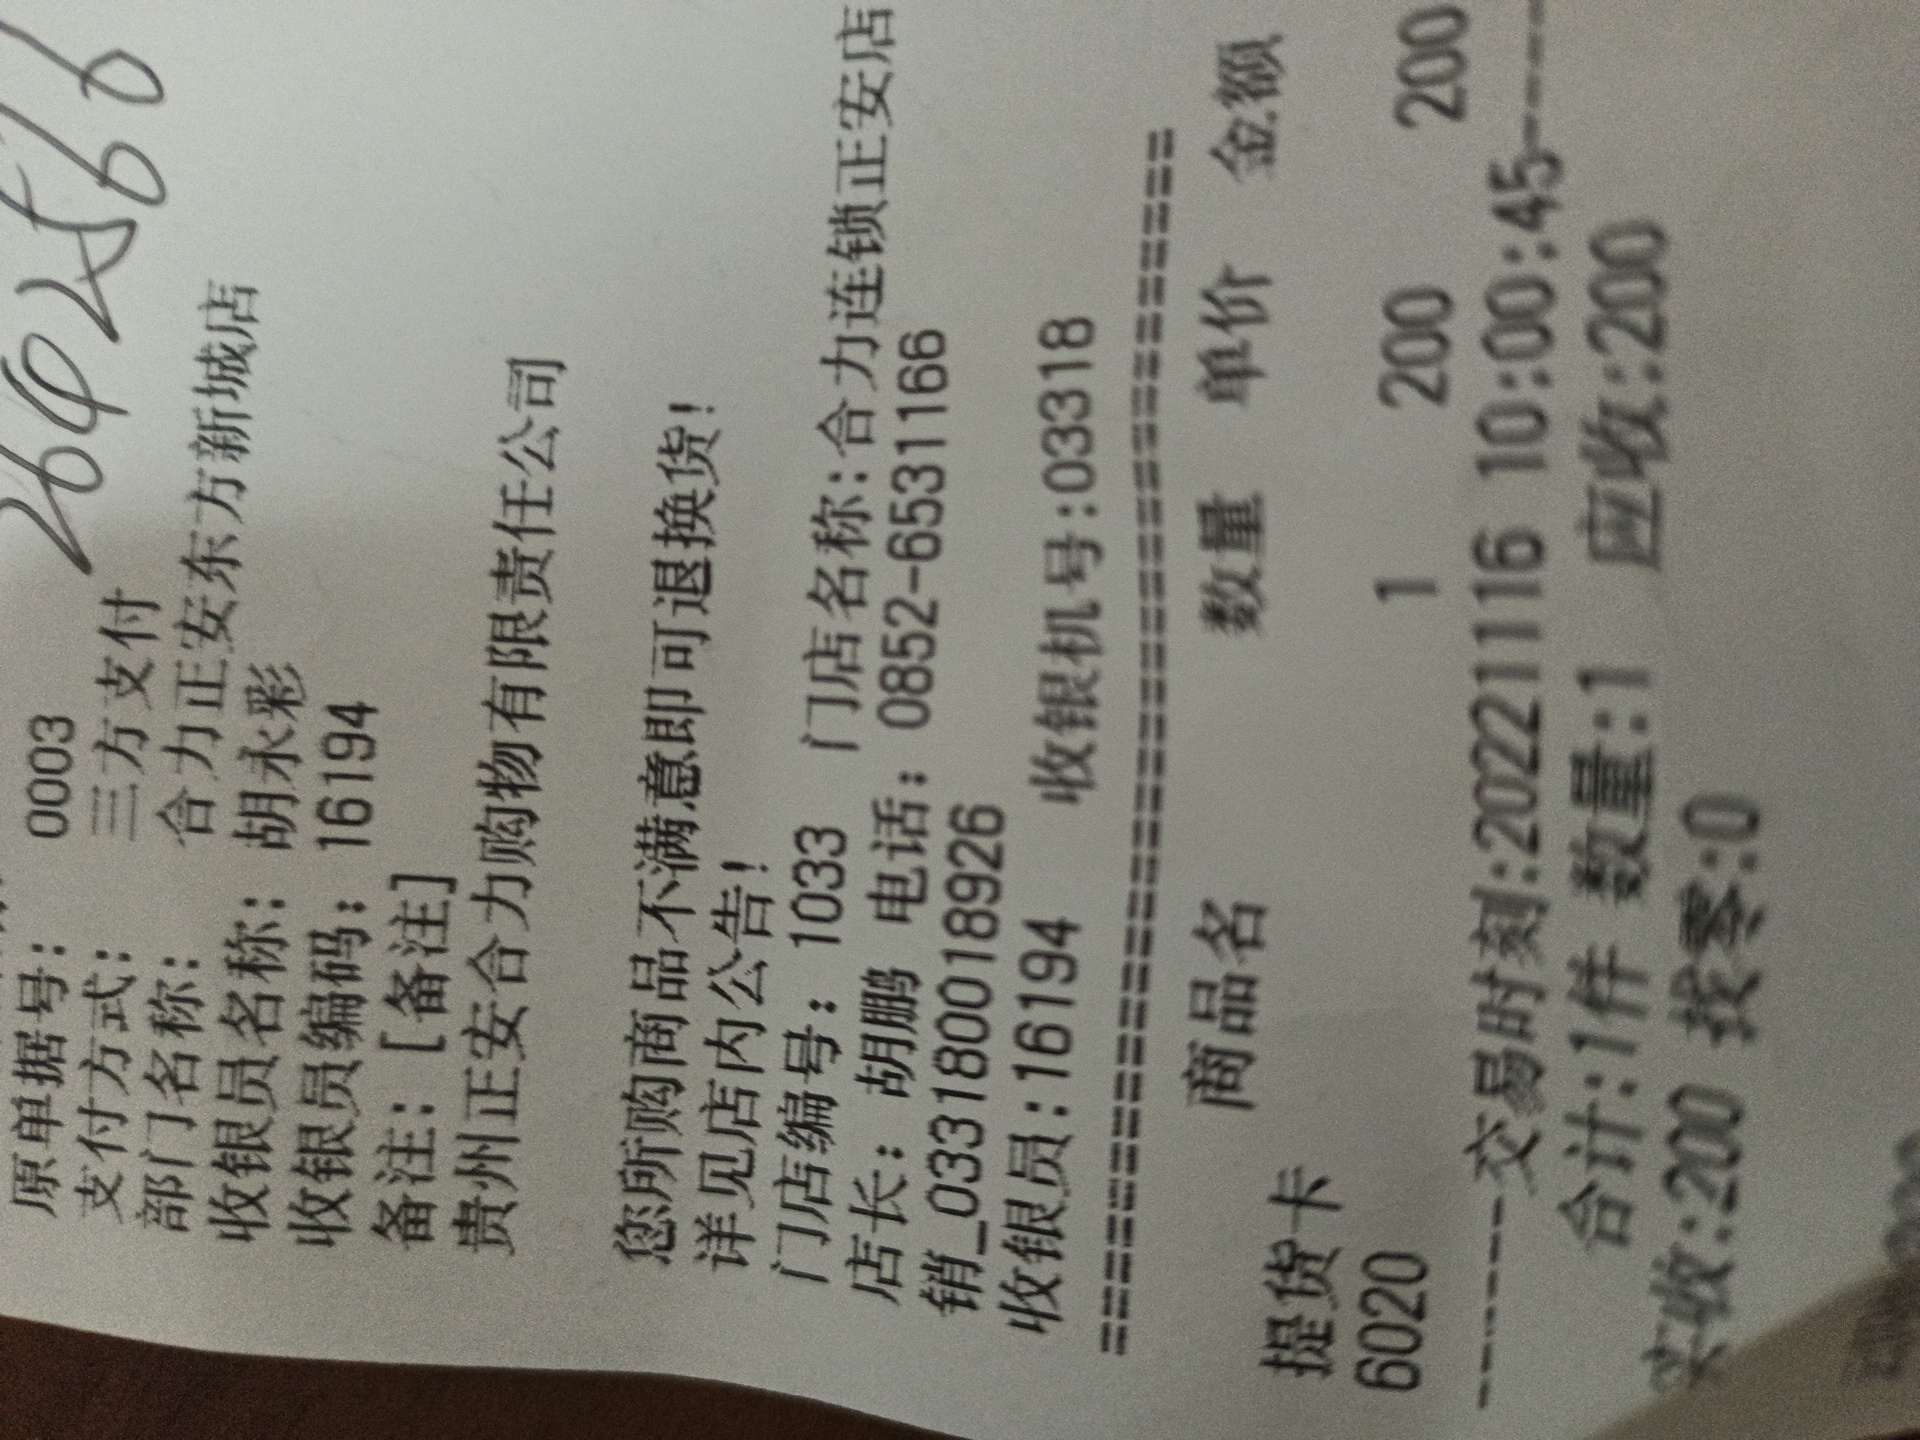 2642566
原单据号： 0003
支付方式： 三方支付
部门名称： 合力正安东方新城店
收银员名称： 胡永彩
收银员编码： 16194
备注： [备注]
贵州正安合力购物有限责任公司
您所购商品不满意即可退换货!
详见店内公告!
门店编号： 1033 门店名称：合力连锁正安店
店长： 胡鹏 电话： 0852-6531166
销_0331800018926
收银员:16194 收银机号:03318
==============================
商品名 数量 单价 金额
提货卡
6020 1 200 200
------交易时刻:20221116 10:00:45-----
合计:1件 数量:1 应收:200
实收:200 找零:0